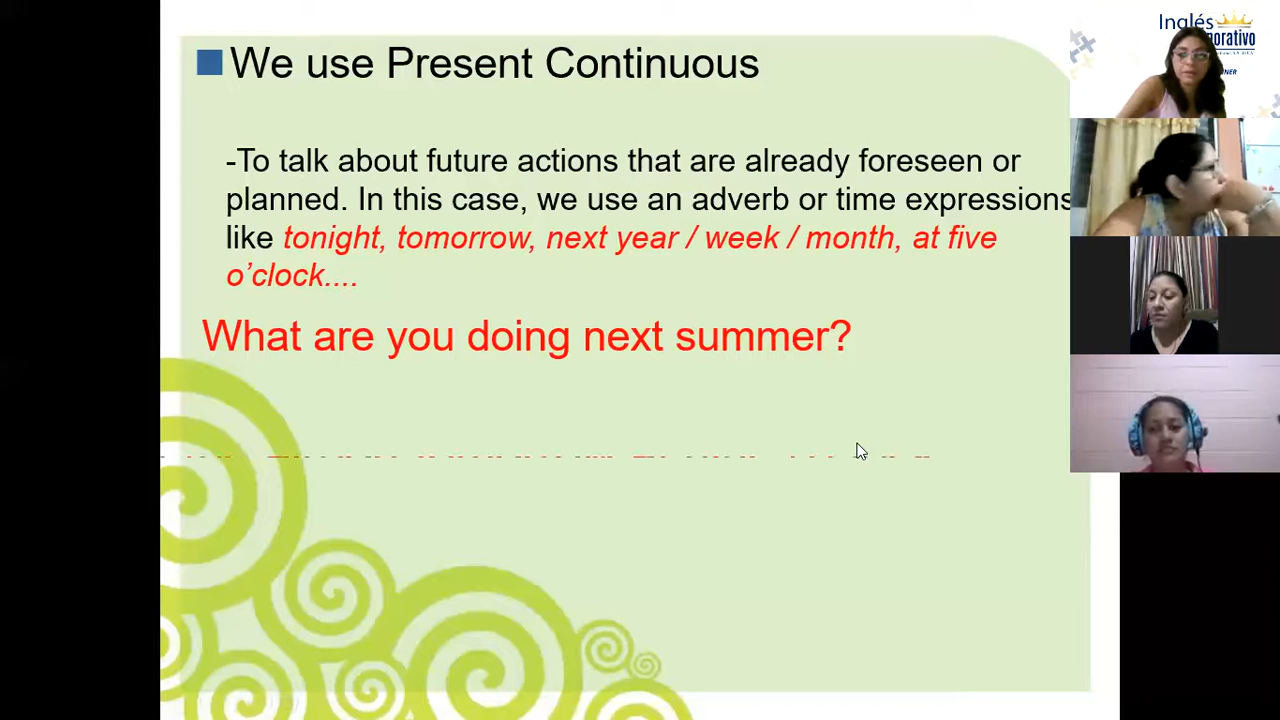 We use Present Continuous
-To talk about future actions that are already foreseen or
planned. In this case, we use an adverb or time expressions
like tonight, tomorrow, next year / week / month, at five
o'clock....
What are you doing next summer?
Inglés